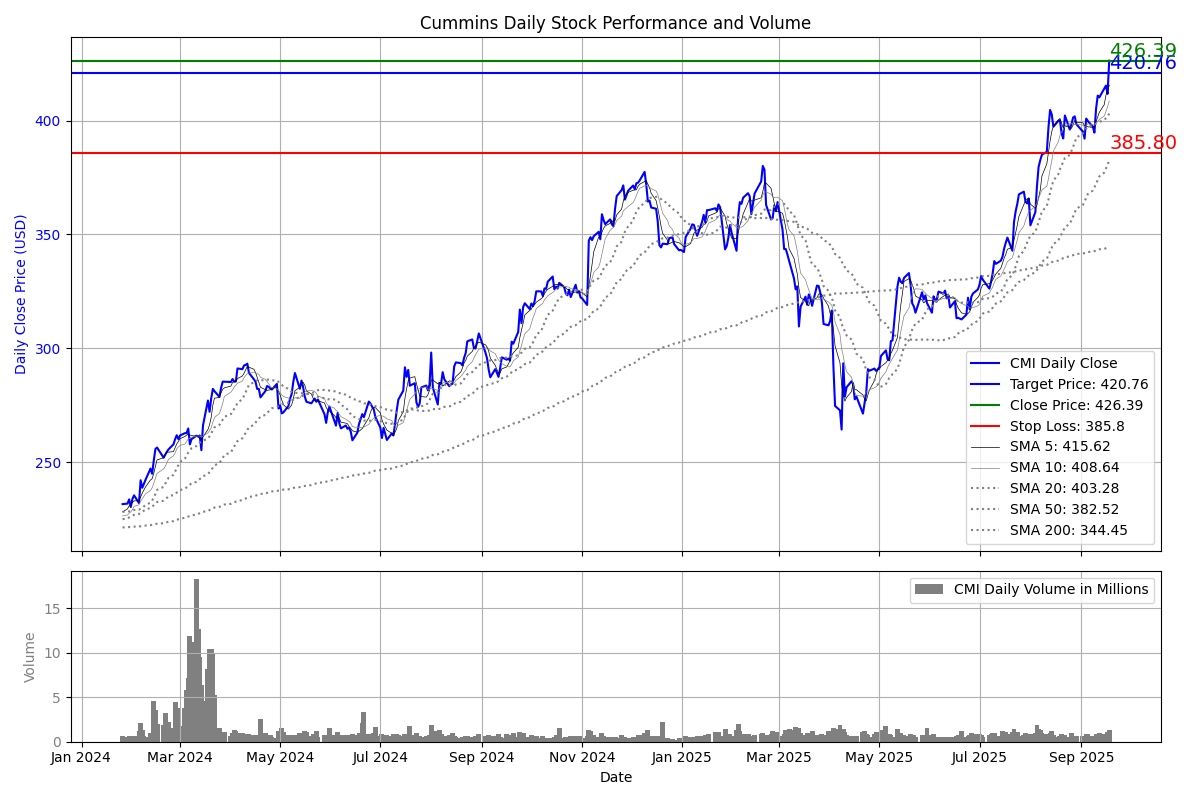 Cummins Daily Stock Performance and Volume
426.39
420.76
400
385.80
350
300
250
Daily Close Price (USD)
CMI Daily Close
Target Price: 420.76
Close Price: 426.39
Stop Loss: 385.8
SMA 5: 415.62
SMA 10: 408.64
SMA 20: 403.28
SMA 50: 382.52
SMA 200: 344.45
CMI Daily Volume in Millions
15
10
5
0
Volume
Jan 2024 Mar 2024 May 2024 Jul 2024 Sep 2024 Nov 2024 Jan 2025 Mar 2025 May 2025 Jul 2025 Sep 2025
Date